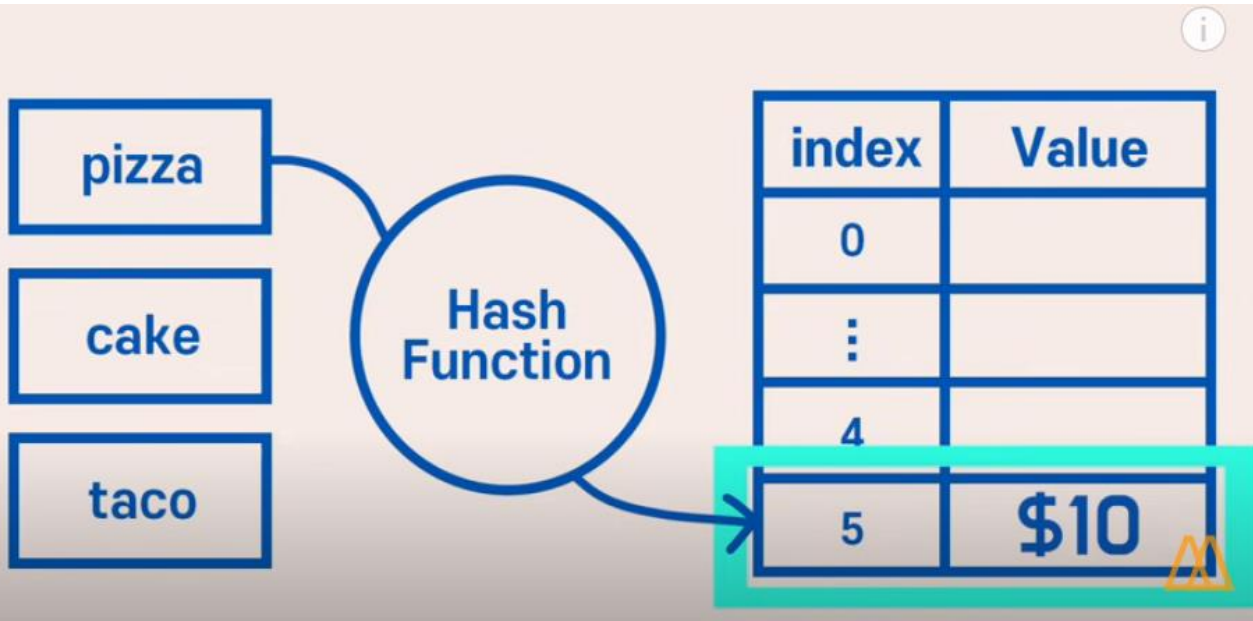 i
pizza
cake
taco
Hash
Function
index Value
0
⋮
4
5 $10